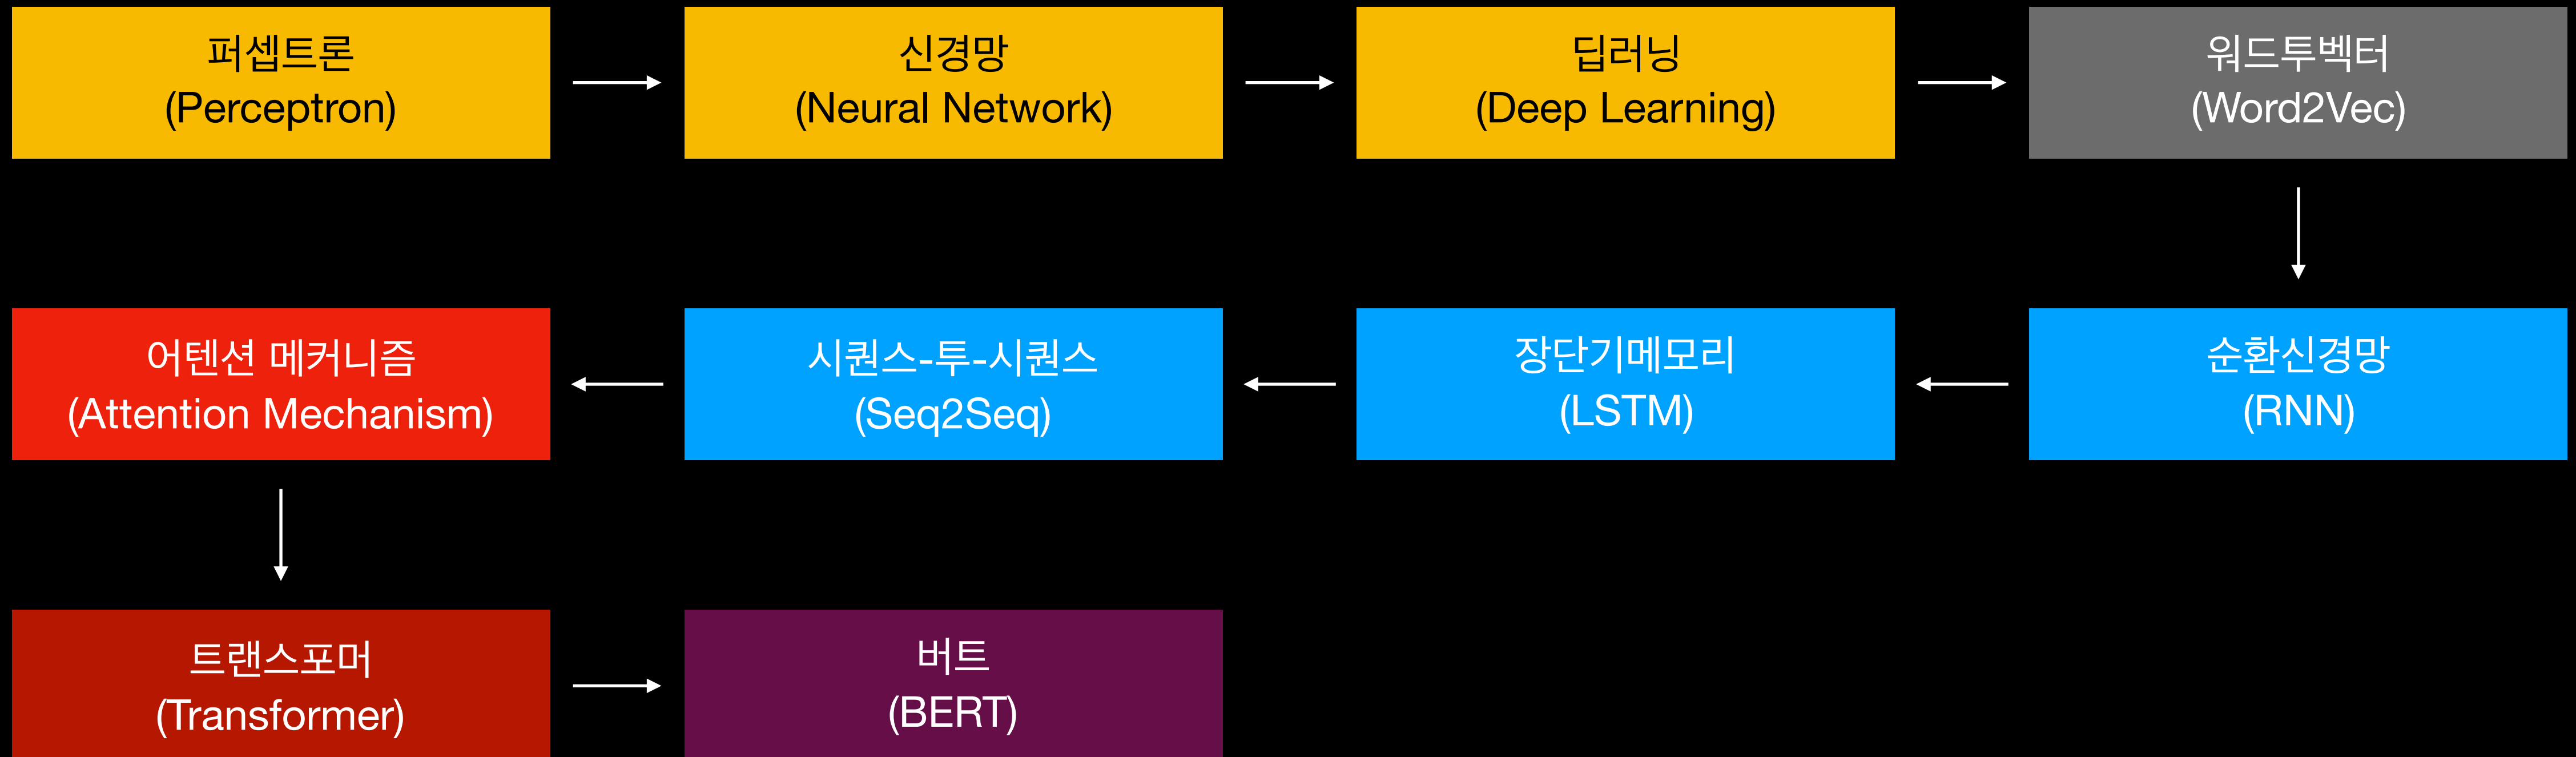 퍼셉트론
(Perceptron)
신경망
(Neural Network)
딥러닝
(Deep Learning)
워드투벡터
(Word2Vec)
순환신경망
(RNN)
장단기메모리
(LSTM)
시퀀스-투-시퀀스
(Seq2Seq)
어텐션 메커니즘
(Attention Mechanism)
트랜스포머
(Transformer)
버트
(BERT)